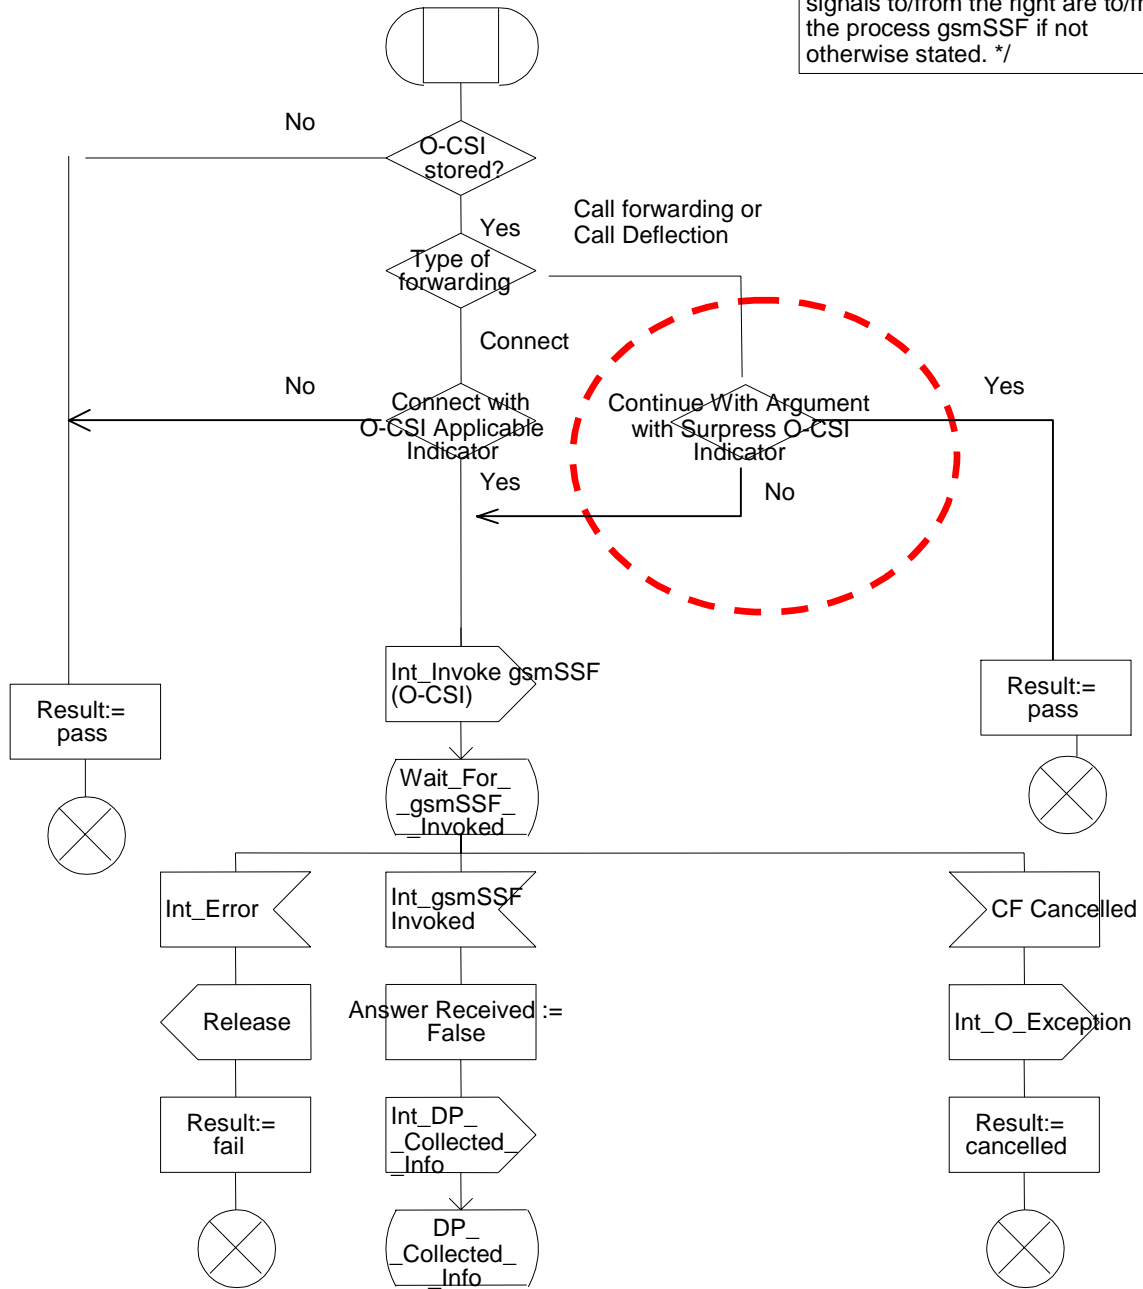 signals to/from the right are to/fr
the process gsmSSF if not
otherwise stated. */
No
O-CSI
stored?
Yes
Call forwarding or
Call Deflection
Type of
forwarding
Connect
No
Connect with
O-CSI Applicable
Indicator
Continue With Argument
with Surpress O-CSI
Indicator
Yes
Yes
No
Int_Invoke gsmSSF
(O-CSI)
Result:=
pass
Result:=
pass
Wait_For_
_gsmSSF_
_Invoked
Int_Error
Int_gsmSSF
Invoked
CF Cancelled
Release
Answer Received :=
False
Int_O_Exception
Result:=
fail
Int_DP_
_Collected_
_Info
Result:=
cancelled
DP_
_Collected_
_Info